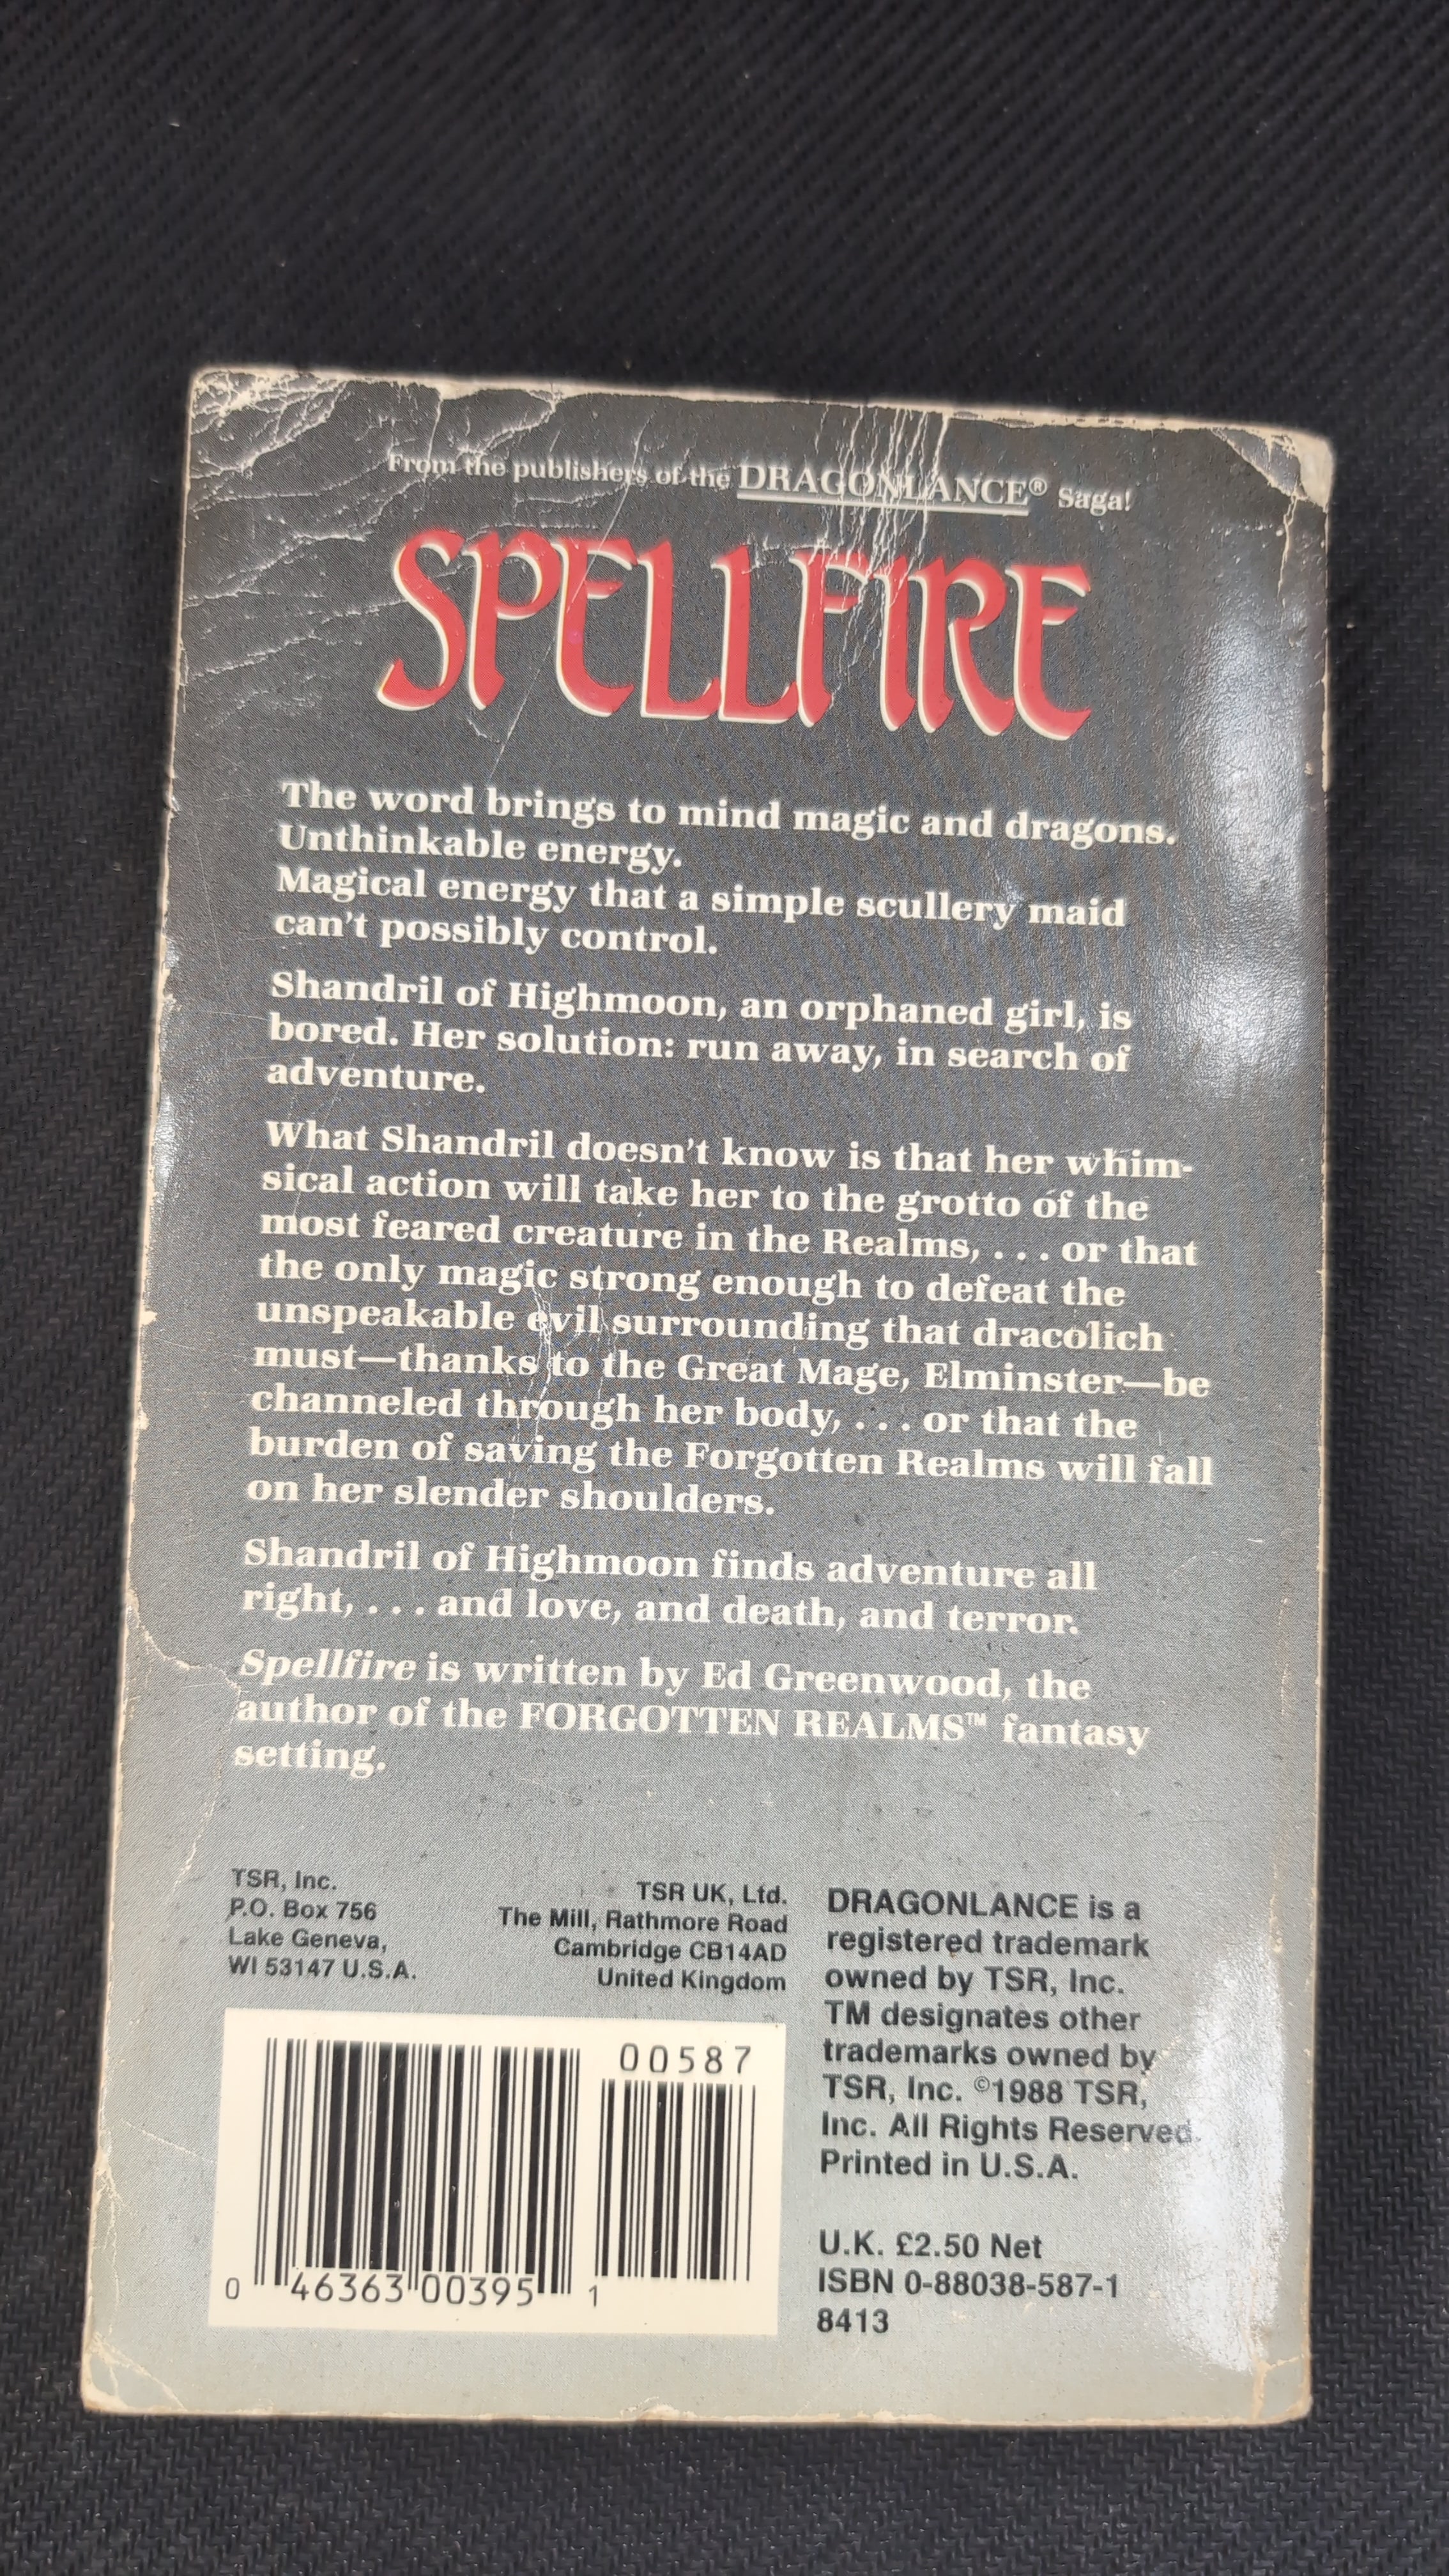 From the publishers of the DRAGONLANCE® Saga!
SPELLFIRE
The word brings to mind magic and dragons.
Unthinkable energy.
Magical energy that a simple scullery maid
can't possibly control.
Shandril of Highmoon, an orphaned girl, is
bored. Her solution: run away, in search of
adventure.
What Shandril doesn't know is that her whim-
sical action will take her to the grotto of the
most feared creature in the Realms, . . . or that
the only magic strong enough to defeat the
unspeakable evil surrounding that dracolich
must—thanks to the Great Mage, Elminster—be
channeled through her body, . . . or that the
burden of saving the Forgotten Realms will fall
on her slender shoulders.
Shandril of Highmoon finds adventure all
right, . . . and love, and death, and terror.
Spellfire is written by Ed Greenwood, the
author of the FORGOTTEN REALMS™ fantasy
setting.
TSR, Inc.
P.O. Box 756
Lake Geneva,
WI 53147 U.S.A.
TSR UK, Ltd.
The Mill, Rathmore Road
Cambridge CB14AD
United Kingdom
DRAGONLANCE is a
registered trademark
owned by TSR, Inc.
TM designates other
trademarks owned by
TSR, Inc. ©1988 TSR,
Inc. All Rights Reserved.
Printed in U.S.A.
U.K. £2.50 Net
ISBN 0-88038-587-1
8413
00587
0 46363 00395 1